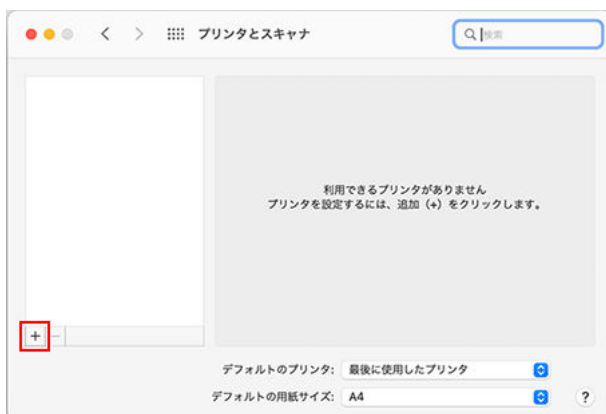 プリンタとスキャナ
検索
利用できるプリンタがありません
プリンタを設定するには、追加（+）をクリックします。
+ −
デフォルトのプリンタ: 最後に使用したプリンタ
デフォルトの用紙サイズ: A4
?